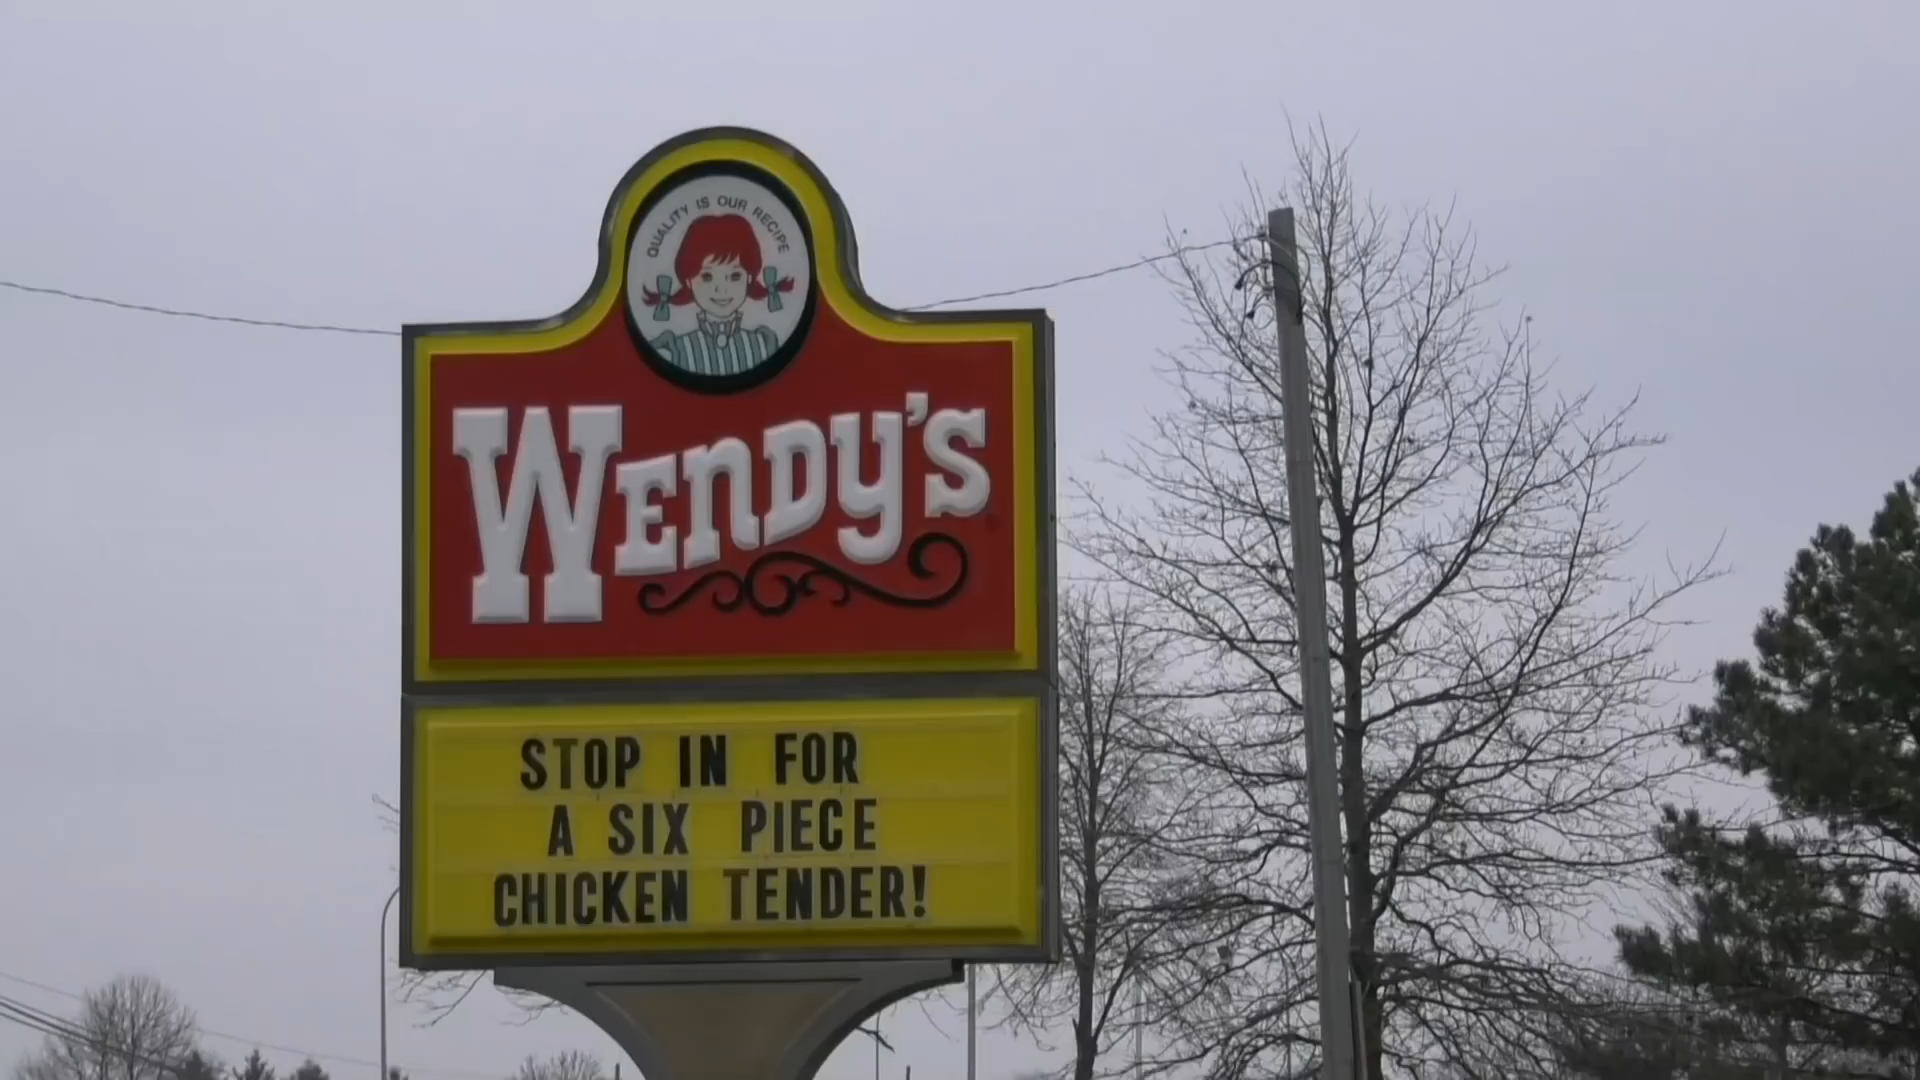 QUALITY IS OUR RECIPE
WENDY'S
STOP IN FOR
A SIX PIECE
CHICKEN TENDER!